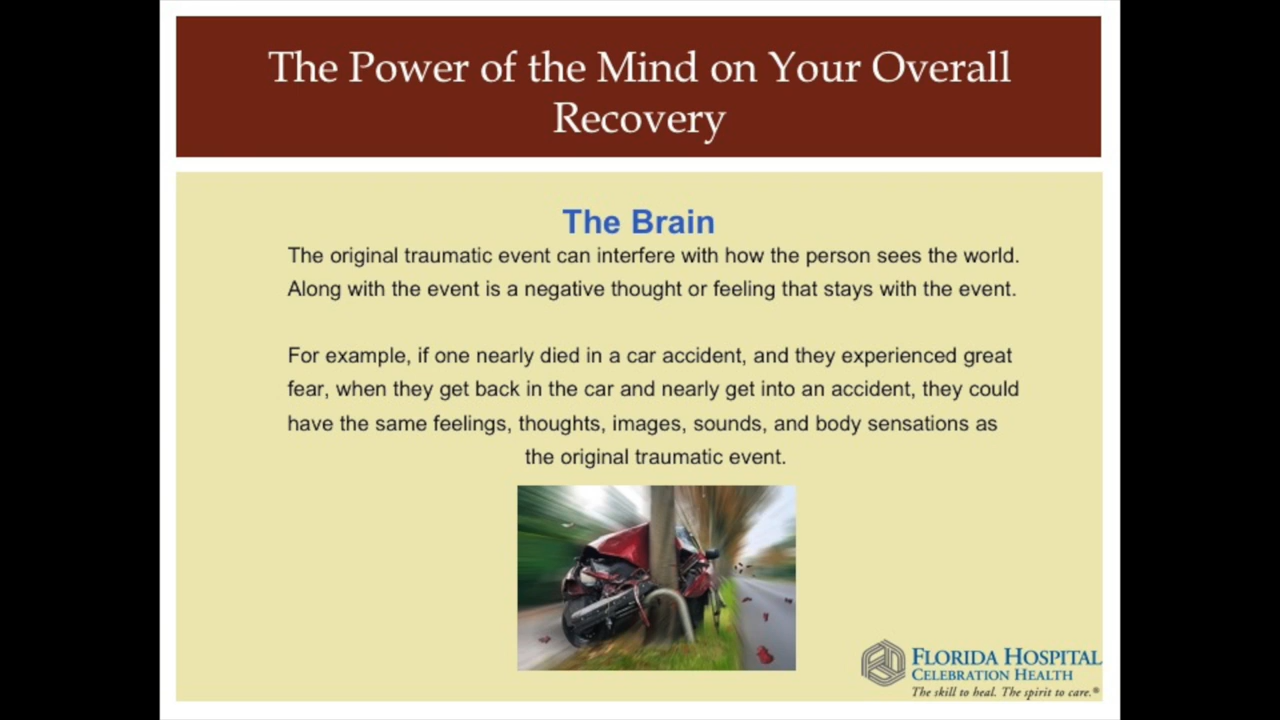 The Power of the Mind on Your Overall
Recovery
The Brain
The original traumatic event can interfere with how the person sees the world.
Along with the event is a negative thought or feeling that stays with the event.
For example, if one nearly died in a car accident, and they experienced great
fear, when they get back in the car and nearly get into an accident, they could
have the same feelings, thoughts, images, sounds, and body sensations as
the original traumatic event.
FLORIDA HOSPITAL
CELEBRATION HEALTH
The skill to heal. The spirit to care.®